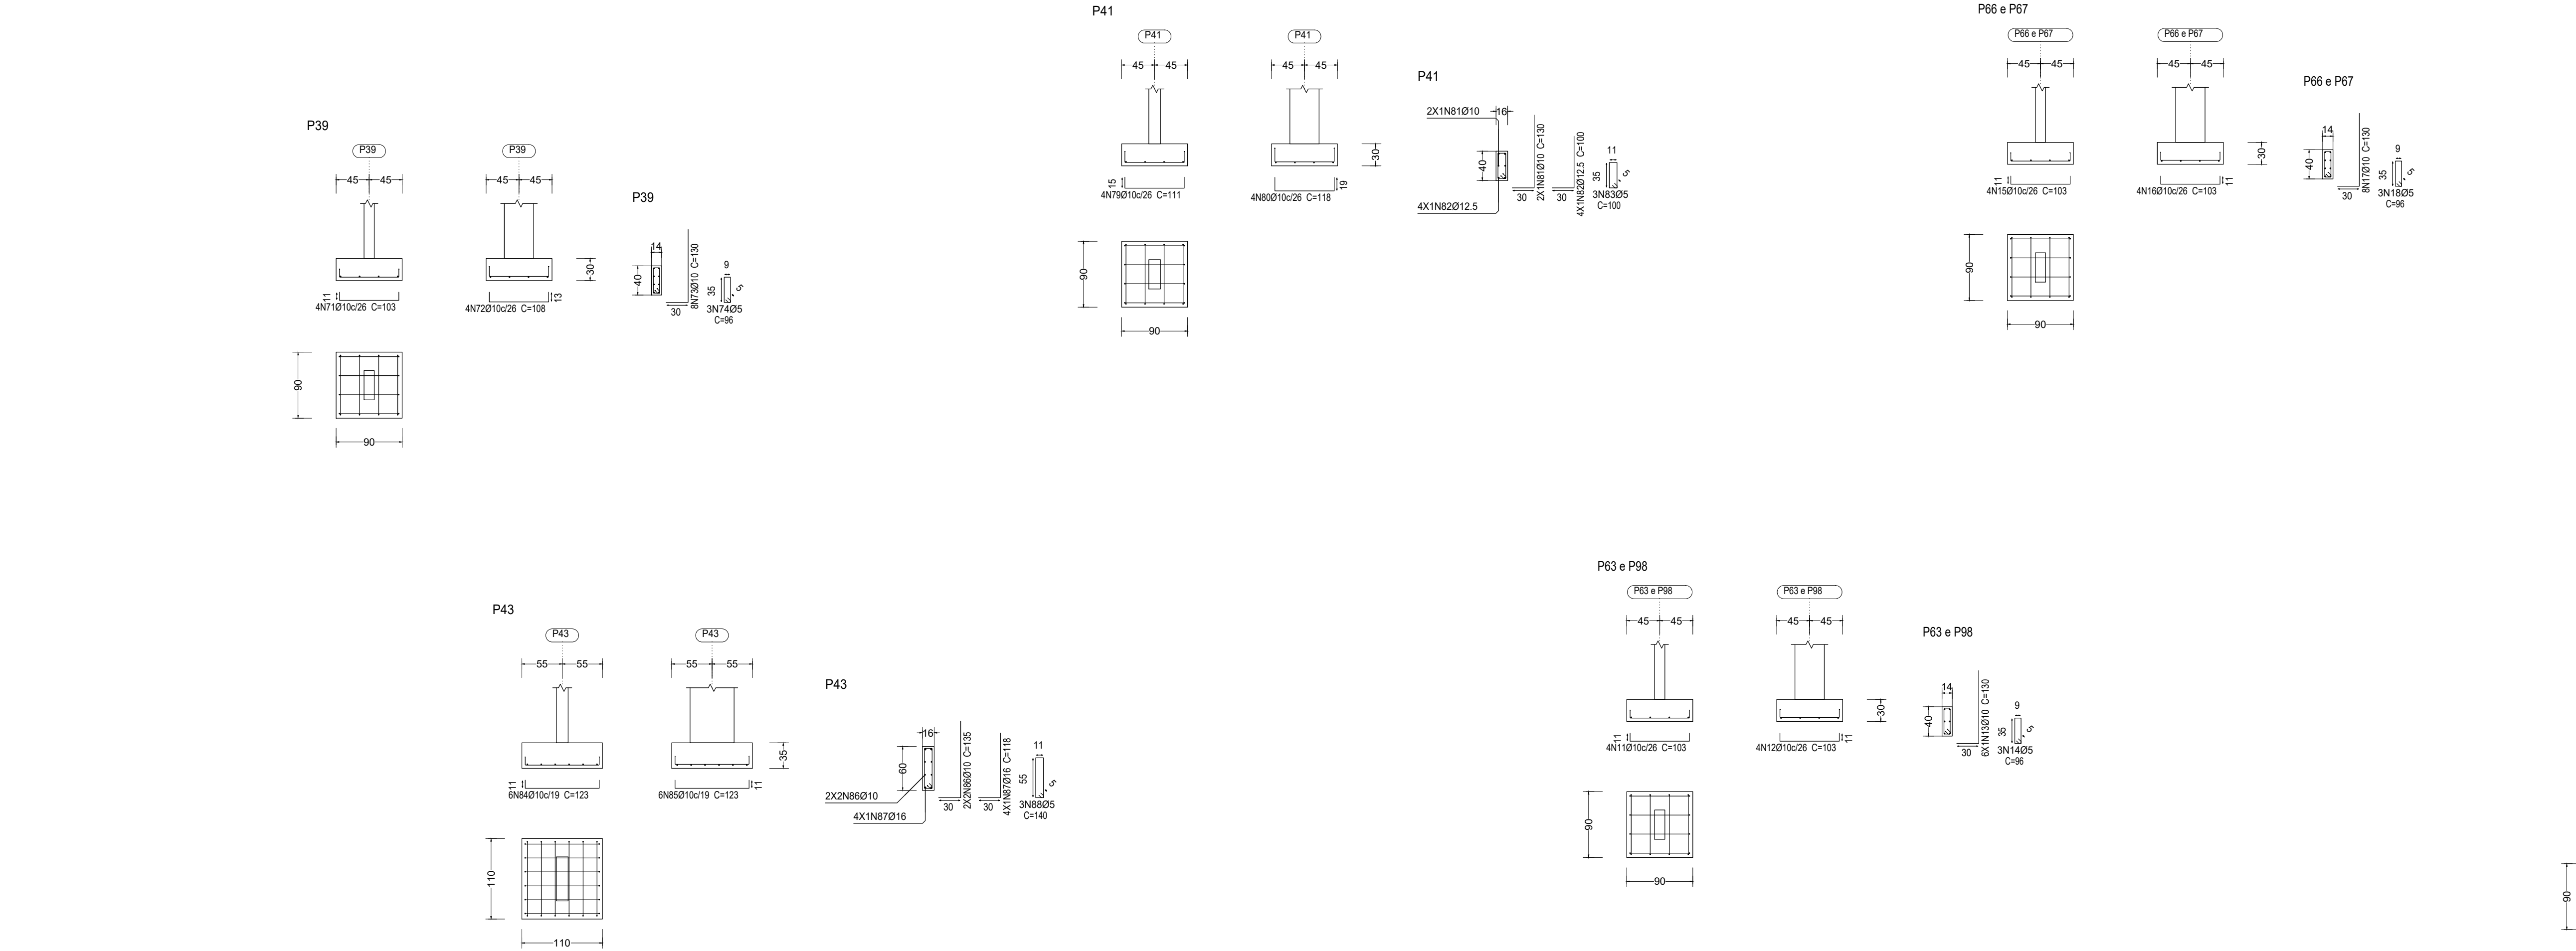 P39
P39
P39
45
45
45
45
P39
30
14
40
8N73Ø10 C=130
30
9
35
5
3N74Ø5
C=96
11
4N71Ø10c/26 C=103
13
4N72Ø10c/26 C=108
90
90
P41
P41
P41
45
45
45
45
P41
30
2X1N81Ø10
16
40
4X1N82Ø12.5
2X1N81Ø10 C=130
30
4X1N82Ø12.5 C=100
30
11
35
5
3N83Ø5
C=100
15
4N79Ø10c/26 C=111
19
4N80Ø10c/26 C=118
90
90
P66 e P67
P66 e P67
P66 e P67
45
45
45
45
P66 e P67
30
14
40
8N17Ø10 C=130
30
9
35
5
3N18Ø5
C=96
11
4N15Ø10c/26 C=103
11
4N16Ø10c/26 C=103
90
90
P43
P43
P43
55
55
55
55
P43
35
16
60
2X2N86Ø10
4X1N87Ø16
2X2N86Ø10 C=135
30
4X1N87Ø16 C=118
30
11
55
5
3N88Ø5
C=140
11
6N84Ø10c/19 C=123
11
6N85Ø10c/19 C=123
110
110
P63 e P98
P63 e P98
P63 e P98
45
45
45
45
P63 e P98
30
14
40
6X1N13Ø10 C=130
30
9
35
5
3N14Ø5
C=96
11
4N11Ø10c/26 C=103
11
4N12Ø10c/26 C=103
90
90
90